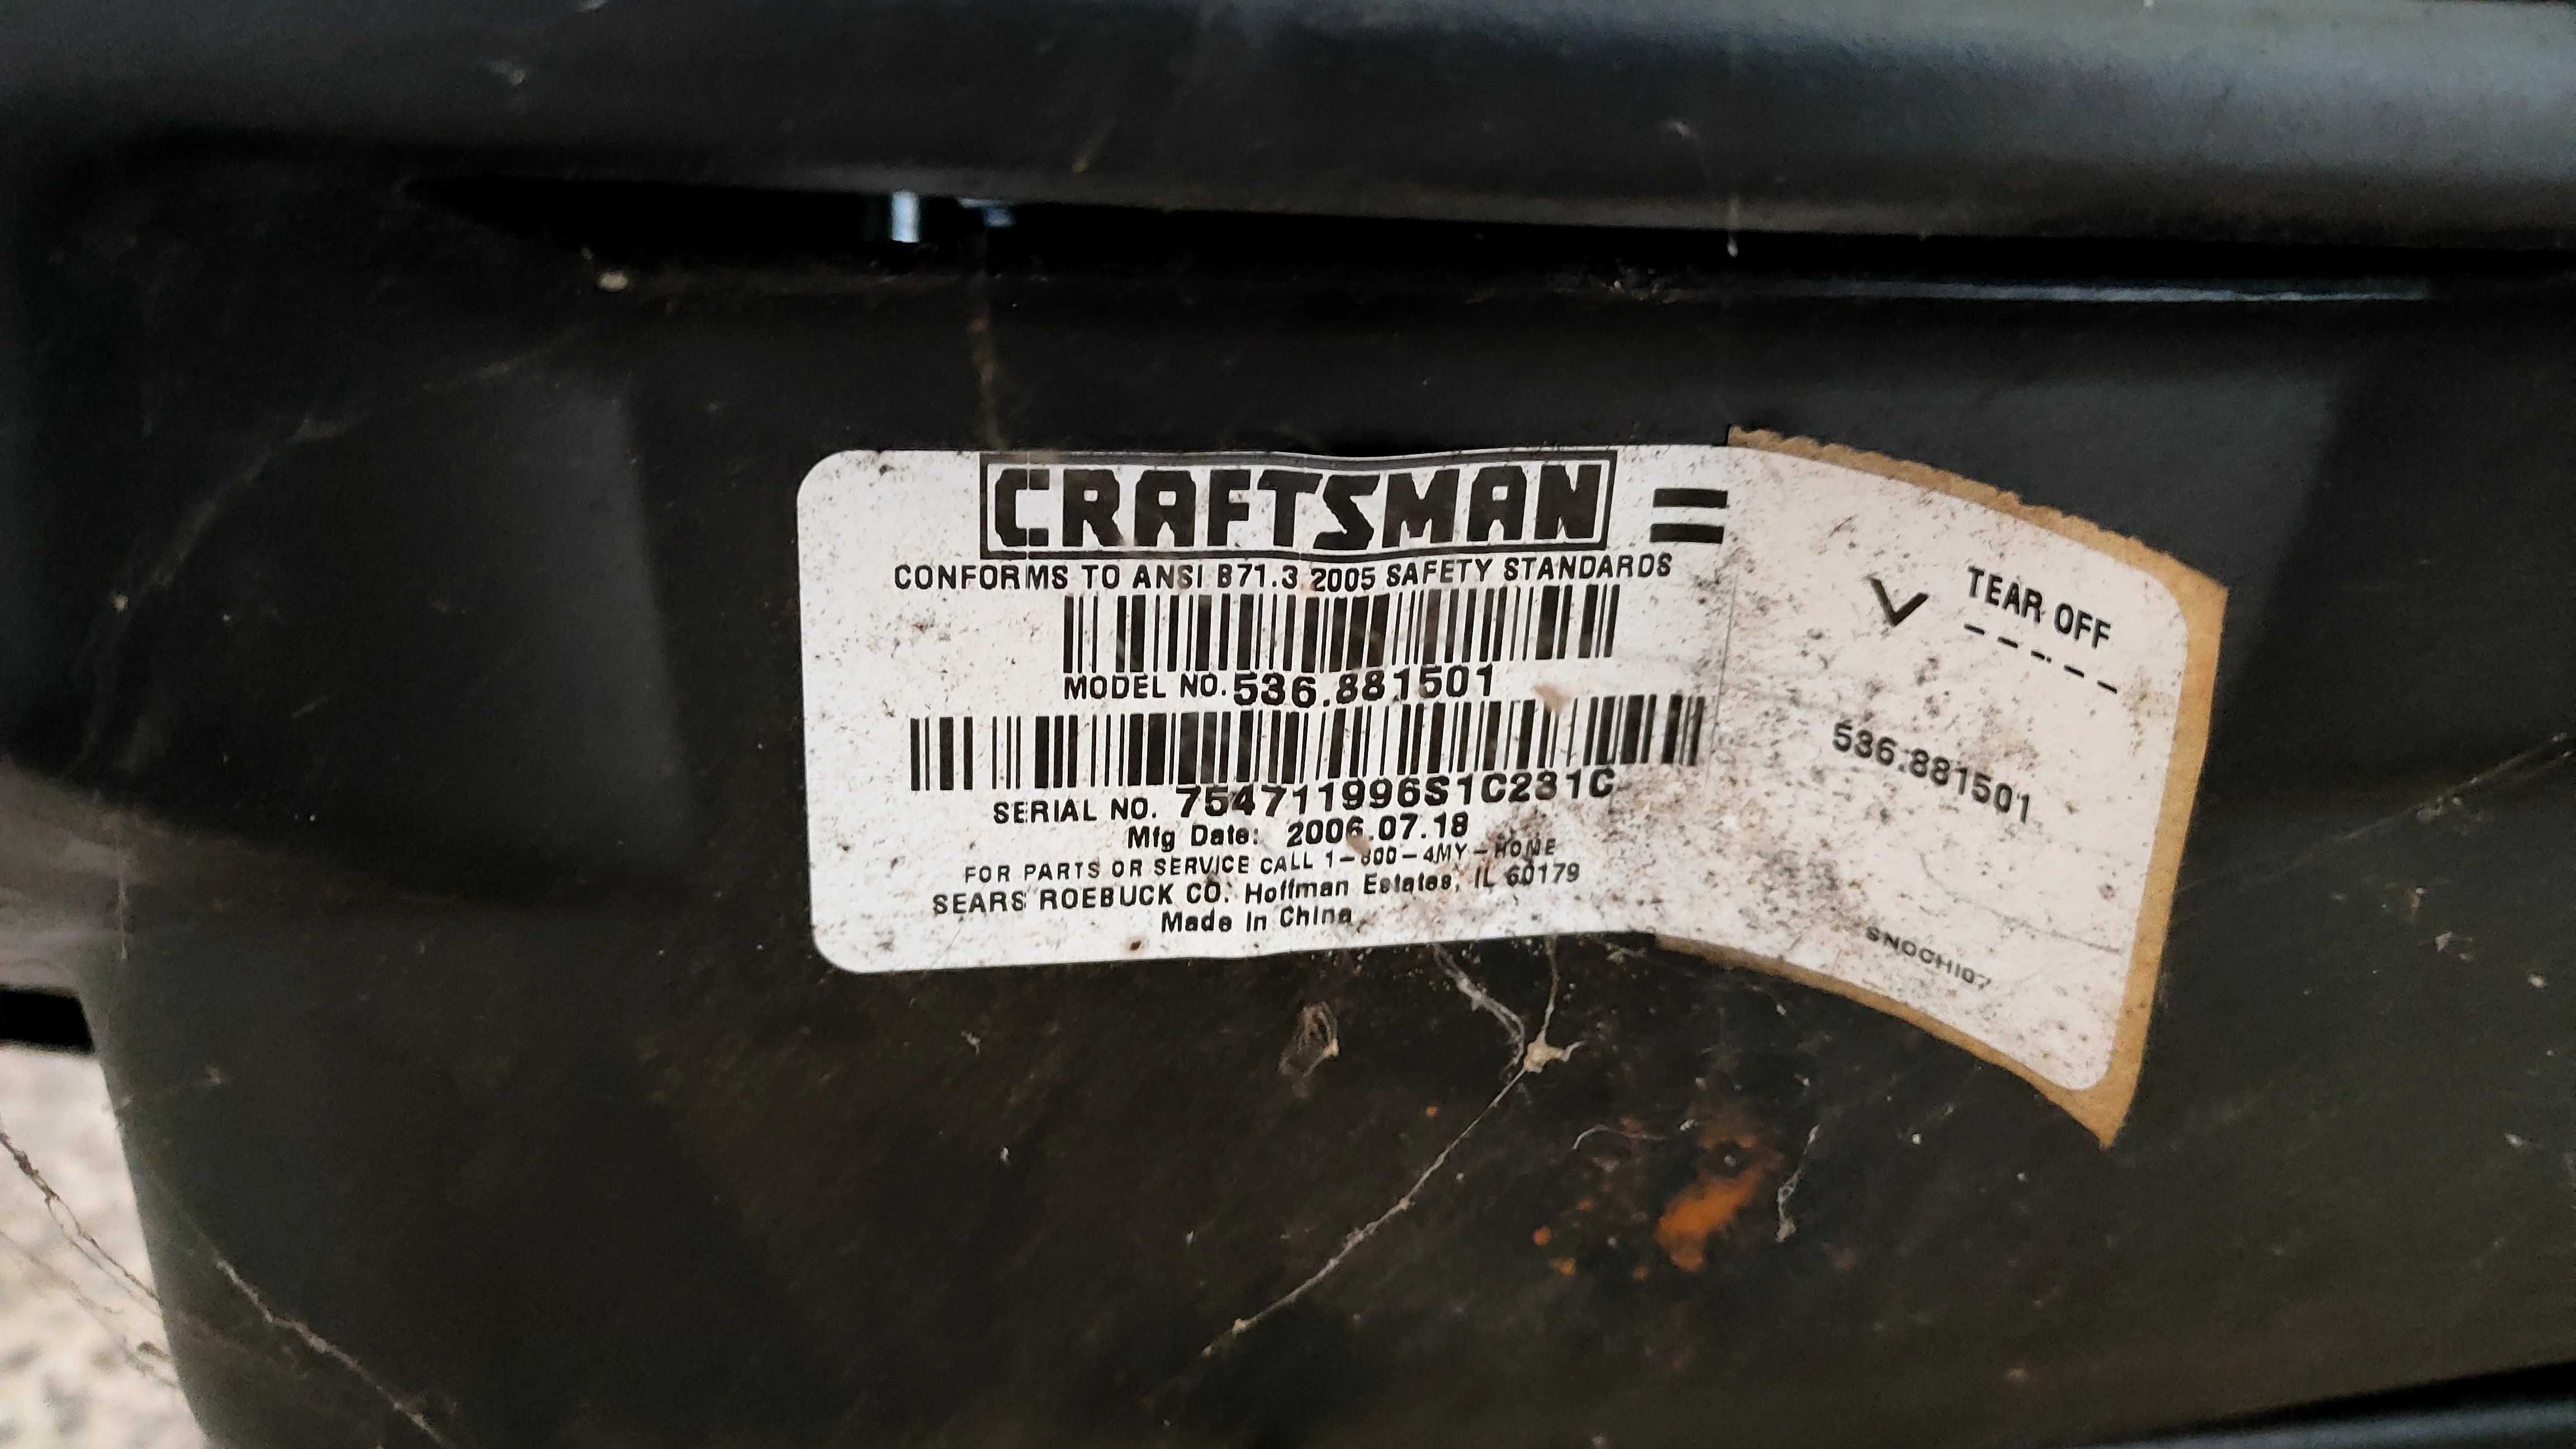 CRAFTSMAN =
CONFORMS TO ANSI B71.3 2005 SAFETY STANDARDS
MODEL NO. 536.881501
SERIAL NO. 754711996S1C231C
Mfg Date: 2006.07.18
FOR PARTS OR SERVICE CALL 1-800-4MY-HOME
SEARS ROEBUCK CO. Hoffman Estates, IL 60179
Made In China
TEAR OFF
-----
536.881501
SNOCHI07